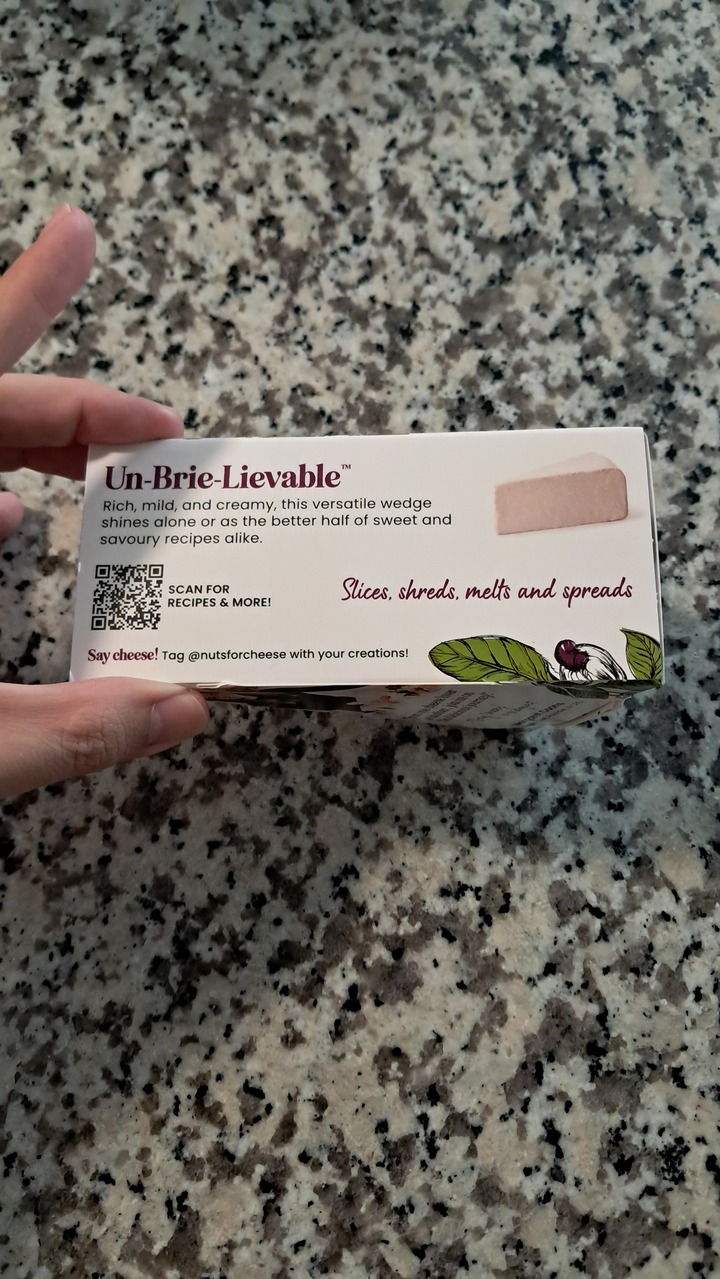 Un-Brie-Lievable™
Rich, mild, and creamy, this versatile wedge
shines alone or as the better half of sweet and
savoury recipes alike.
SCAN FOR
RECIPES & MORE!
Slices, shreds, melts and spreads
Say cheese! Tag @nutsforcheese with your creations!